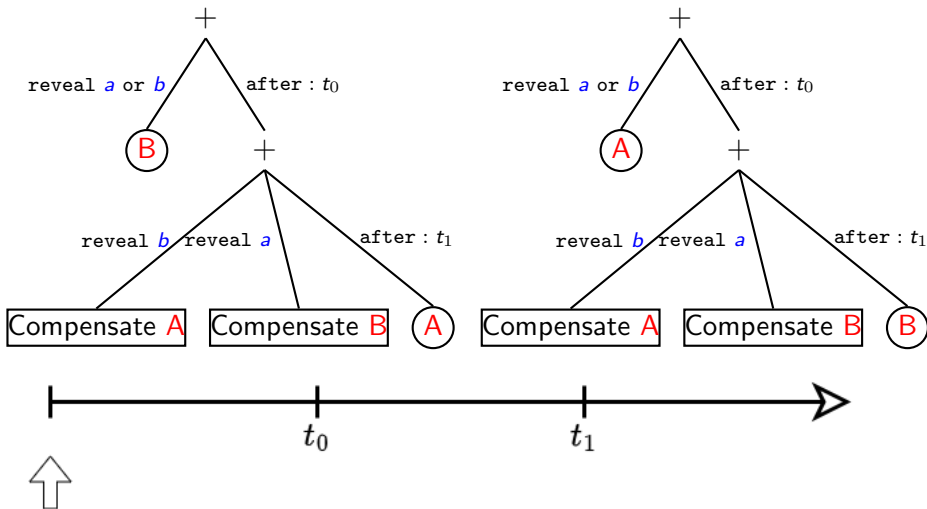 + +
reveal a or b after : t0 reveal a or b after : t0
B A
+ +
reveal b reveal a after : t1 reveal b reveal a after : t1
Compensate A Compensate B A Compensate A Compensate B B
t0 t1